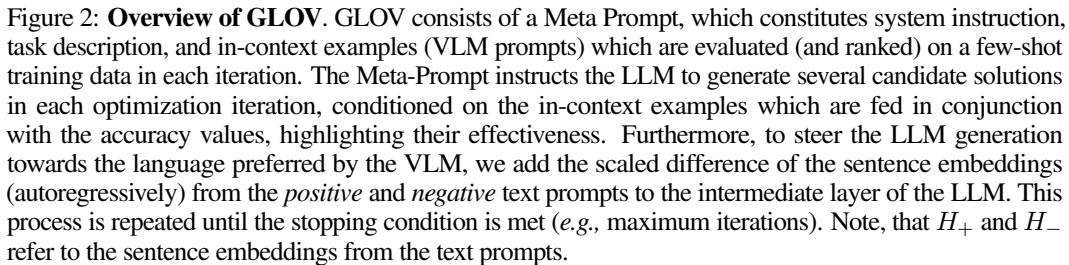 Figure 2: Overview of GLOV. GLOV consists of a Meta Prompt, which constitutes system instruction,
task description, and in-context examples (VLM prompts) which are evaluated (and ranked) on a few-shot
training data in each iteration. The Meta-Prompt instructs the LLM to generate several candidate solutions
in each optimization iteration, conditioned on the in-context examples which are fed in conjunction
with the accuracy values, highlighting their effectiveness. Furthermore, to steer the LLM generation
towards the language preferred by the VLM, we add the scaled difference of the sentence embeddings
(autoregressively) from the positive and negative text prompts to the intermediate layer of the LLM. This
process is repeated until the stopping condition is met (e.g., maximum iterations). Note, that H₊ and H₋
refer to the sentence embeddings from the text prompts.